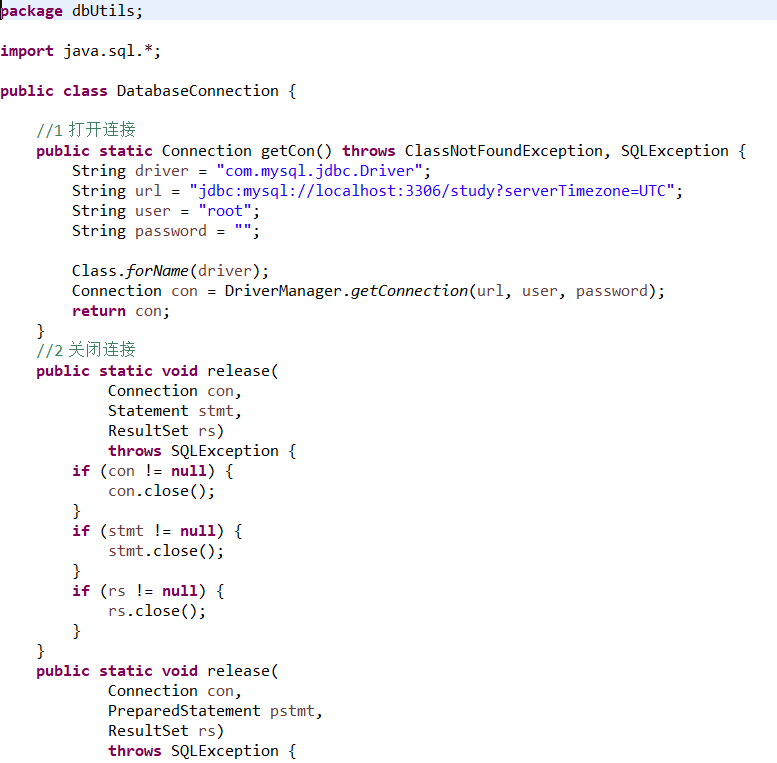 package dbUtils;
import java.sql.*;
public class DatabaseConnection {
//1 打开连接
public static Connection getCon() throws ClassNotFoundException, SQLException {
String driver = "com.mysql.jdbc.Driver";
String url = "jdbc:mysql://localhost:3306/study?serverTimezone=UTC";
String user = "root";
String password = "";
Class.forName(driver);
Connection con = DriverManager.getConnection(url, user, password);
return con;
}
//2 关闭连接
public static void release(
Connection con,
Statement stmt,
ResultSet rs)
throws SQLException {
if (con != null) {
con.close();
}
if (stmt != null) {
stmt.close();
}
if (rs != null) {
rs.close();
}
}
public static void release(
Connection con,
PreparedStatement pstmt,
ResultSet rs)
throws SQLException {